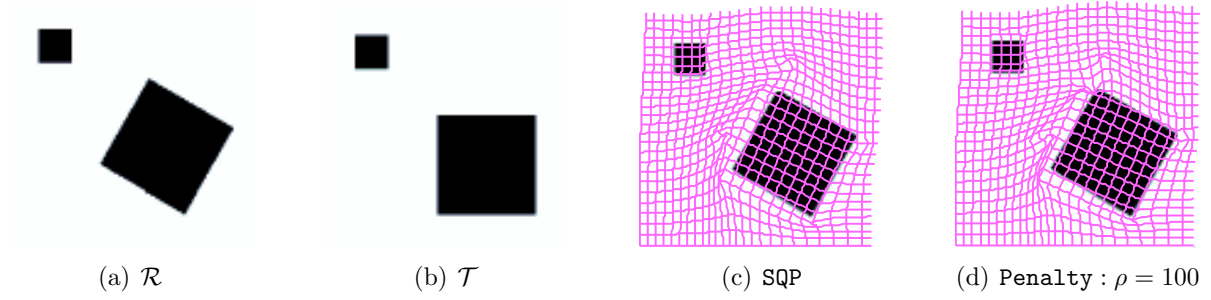 (a) ℛ (b) 𝒯 (c) SQP (d) Penalty : ρ = 100